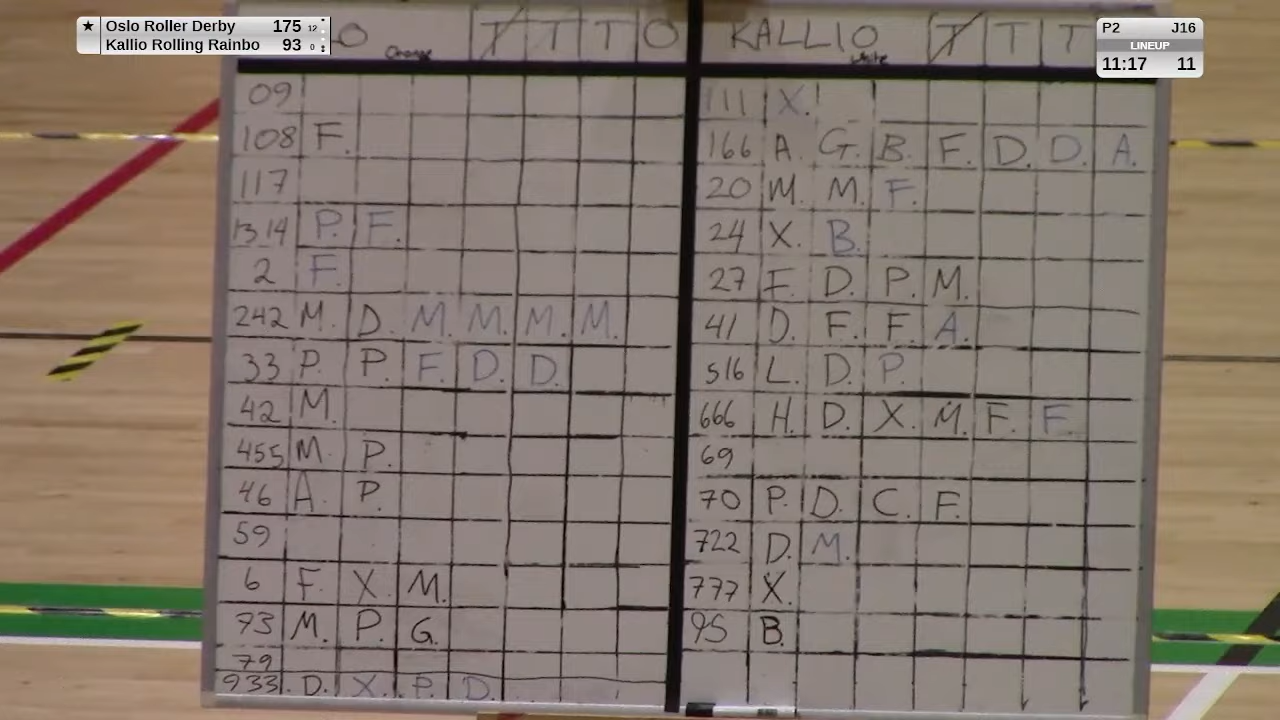 ★ Oslo Roller Derby 175 12
Kallio Rolling Rainbo 93 0
P2 J16
LINEUP
11:17 11
O Orange T T T O
KALLIO White T T T
09
108 F.
117
1314 P. F.
2 F.
242 M. D. M. M. M. M.
33 P. P. F. D. D.
42 M.
455 M. P.
46 A. P.
59
6 F. X. M.
73 M. P. G.
79
933. D. X. P. D.
111 X.
166 A. G. B. F. D. D. A.
20 M. M. F.
24 X. B.
27 F. D. P. M.
41 D. F. F. A.
516 L. D. P.
666 H. D. X. M. F. F.
69
70 P. D. C. F.
722 D. M.
777 X.
95 B.